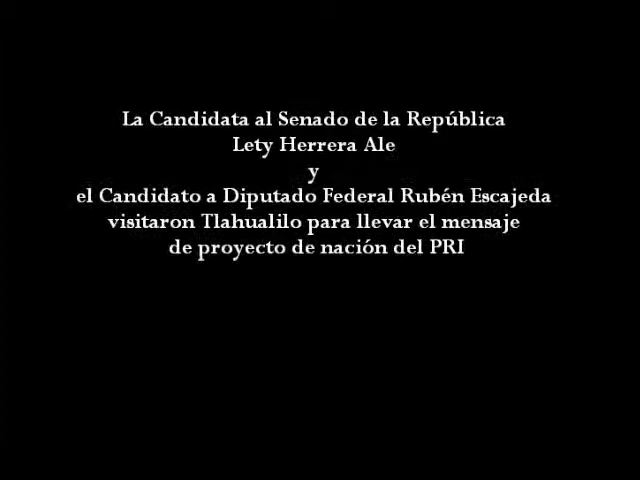 La Candidata al Senado de la República
Lety Herrera Ale
y
el Candidato a Diputado Federal Rubén Escajeda
visitaron Tlahualilo para llevar el mensaje
de proyecto de nación del PRI